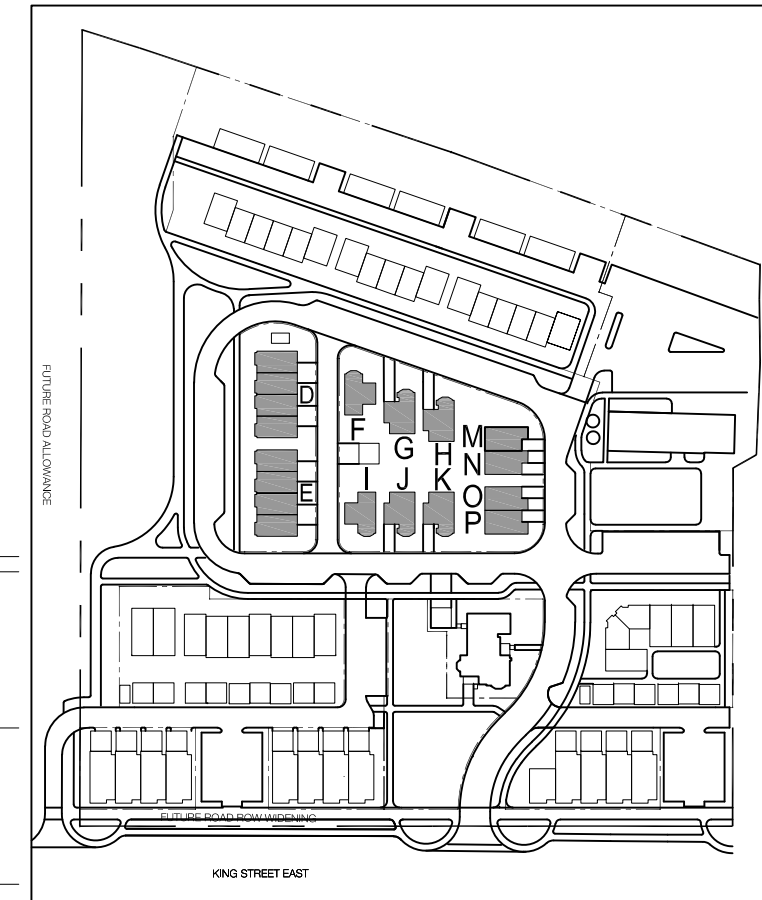 FUTURE ROAD ALLOWANCE
D
E
F
G
H
I
J
K
M
N
O
P
FUTURE ROAD ROW WIDENING
KING STREET EAST